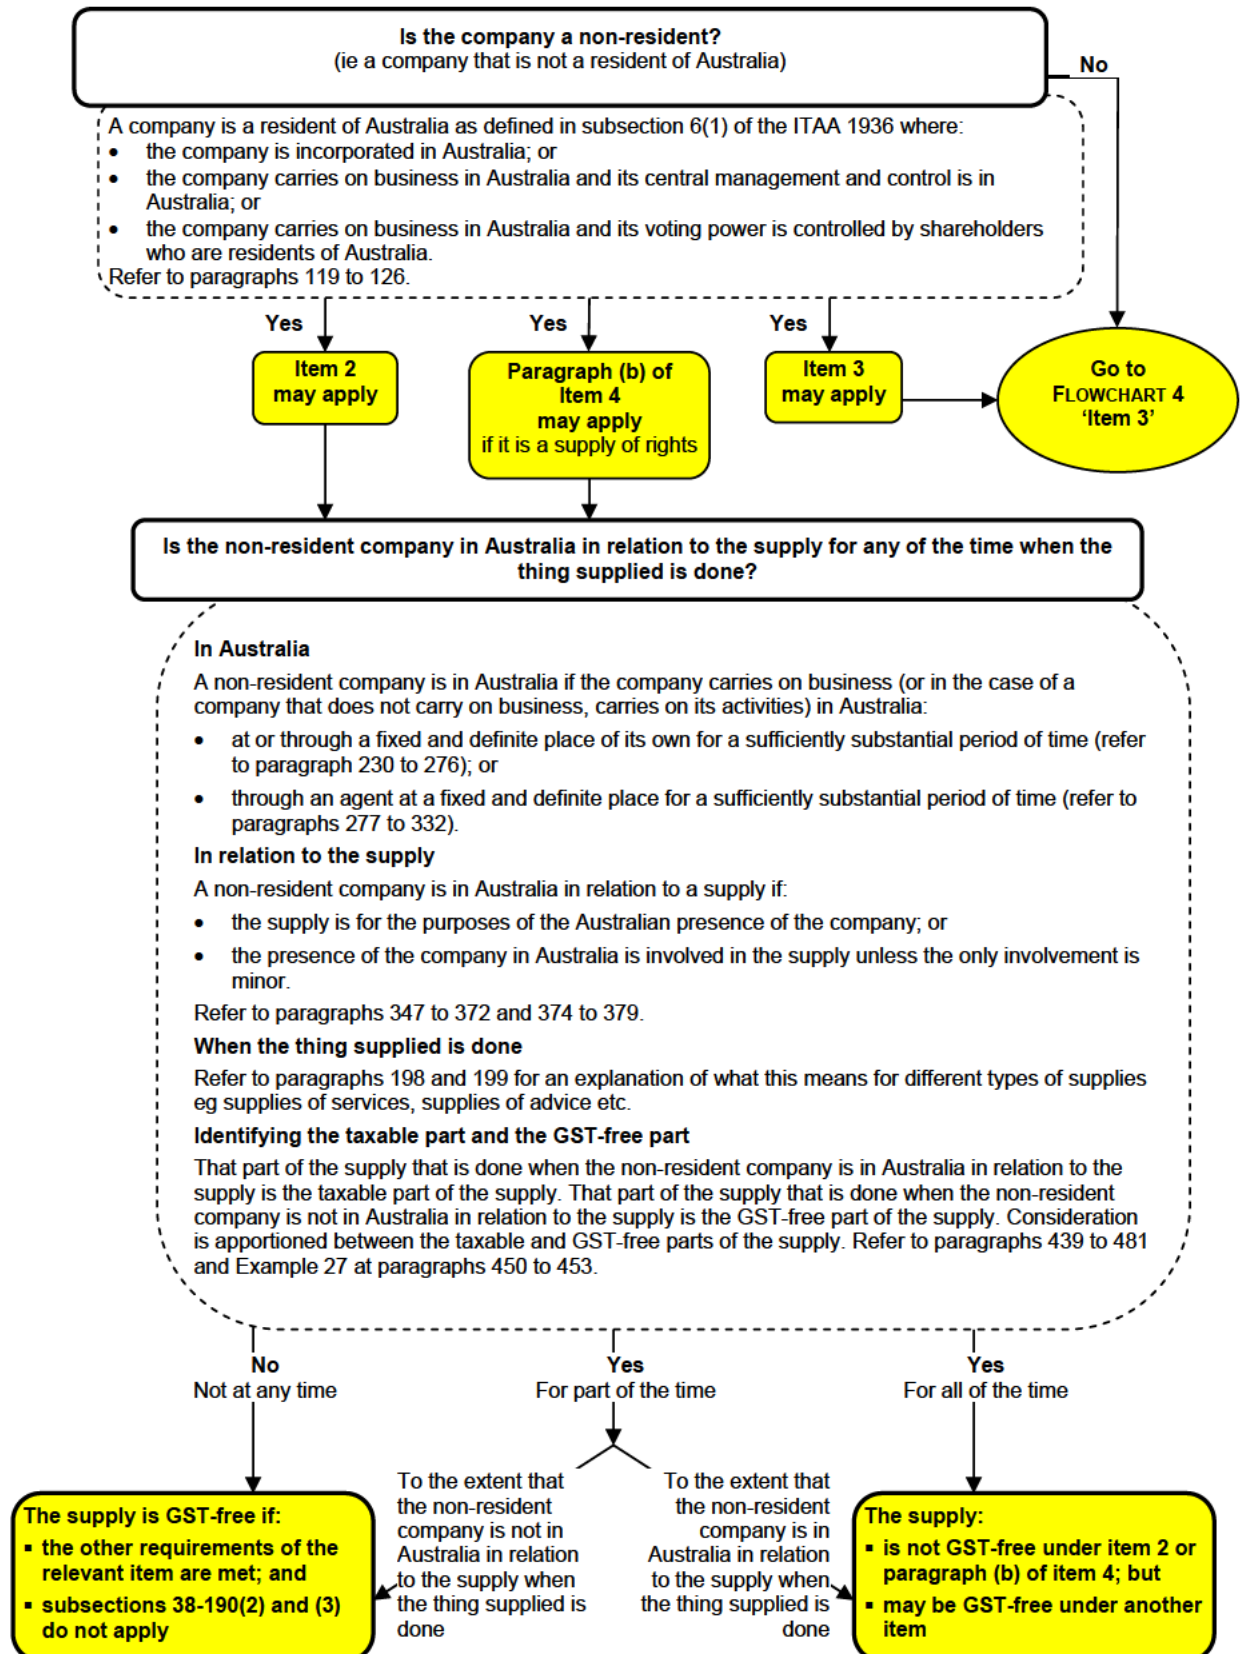 Is the company a non-resident?
(ie a company that is not a resident of Australia)
No
A company is a resident of Australia as defined in subsection 6(1) of the ITAA 1936 where:
• the company is incorporated in Australia; or
• the company carries on business in Australia and its central management and control is in
Australia; or
• the company carries on business in Australia and its voting power is controlled by shareholders
who are residents of Australia.
Refer to paragraphs 119 to 126.
Yes
Yes
Yes
Item 2
may apply
Paragraph (b) of
Item 4
may apply
if it is a supply of rights
Item 3
may apply
Go to
FLOWCHART 4
‘Item 3’
Is the non-resident company in Australia in relation to the supply for any of the time when the
thing supplied is done?
In Australia
A non-resident company is in Australia if the company carries on business (or in the case of a
company that does not carry on business, carries on its activities) in Australia:
• at or through a fixed and definite place of its own for a sufficiently substantial period of time (refer
to paragraph 230 to 276); or
• through an agent at a fixed and definite place for a sufficiently substantial period of time (refer to
paragraphs 277 to 332).
In relation to the supply
A non-resident company is in Australia in relation to a supply if:
• the supply is for the purposes of the Australian presence of the company; or
• the presence of the company in Australia is involved in the supply unless the only involvement is
minor.
Refer to paragraphs 347 to 372 and 374 to 379.
When the thing supplied is done
Refer to paragraphs 198 and 199 for an explanation of what this means for different types of supplies
eg supplies of services, supplies of advice etc.
Identifying the taxable part and the GST-free part
That part of the supply that is done when the non-resident company is in Australia in relation to the
supply is the taxable part of the supply. That part of the supply that is done when the non-resident
company is not in Australia in relation to the supply is the GST-free part of the supply. Consideration
is apportioned between the taxable and GST-free parts of the supply. Refer to paragraphs 439 to 481
and Example 27 at paragraphs 450 to 453.
No
Not at any time
Yes
For part of the time
Yes
For all of the time
The supply is GST-free if:
▪ the other requirements of the
relevant item are met; and
▪ subsections 38-190(2) and (3)
do not apply
To the extent that
the non-resident
company is not in
Australia in relation
to the supply when
the thing supplied is
done
To the extent that
the non-resident
company is in
Australia in relation
to the supply when
the thing supplied is
done
The supply:
▪ is not GST-free under item 2 or
paragraph (b) of item 4; but
▪ may be GST-free under another
item